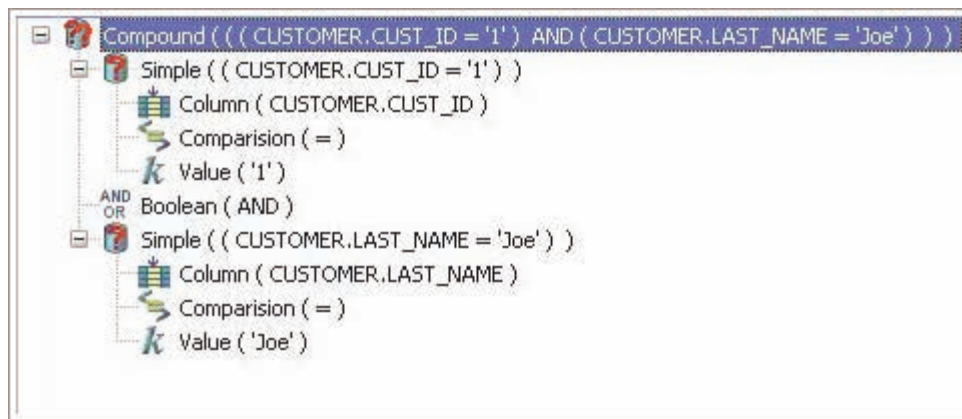 Compound ( ( ( ( CUSTOMER.CUST_ID = '1' ) AND ( CUSTOMER.LAST_NAME = 'Joe' ) ) )
Simple ( ( CUSTOMER.CUST_ID = '1' ) )
Column ( CUSTOMER.CUST_ID )
Comparision ( = )
k Value ( '1' )
AND OR Boolean ( AND )
Simple ( ( CUSTOMER.LAST_NAME = 'Joe' ) )
Column ( CUSTOMER.LAST_NAME )
Comparision ( = )
k Value ( 'Joe' )